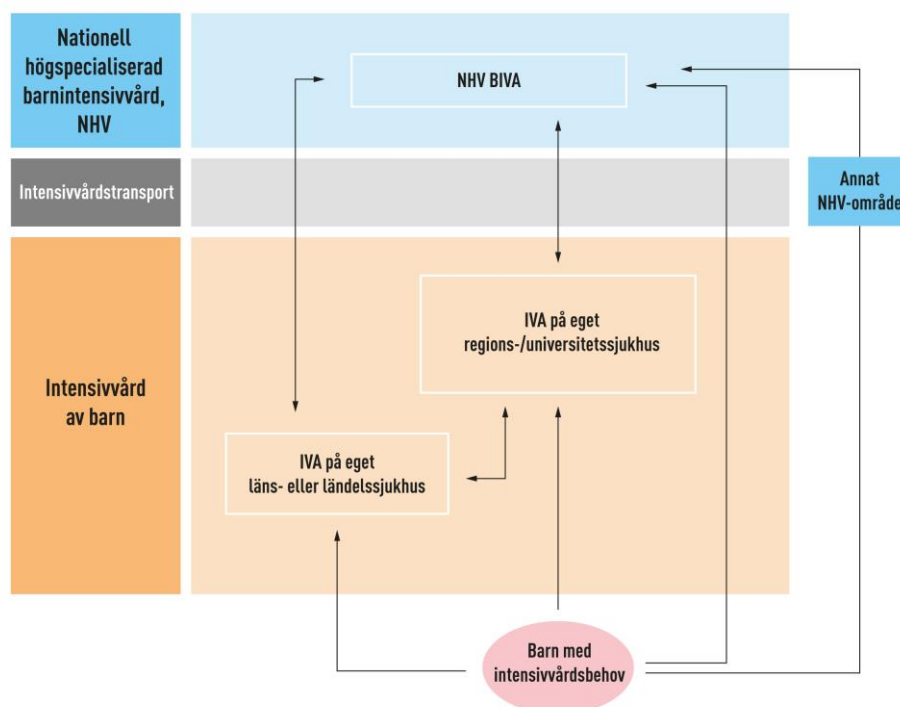 Nationell
högspecialiserad
barnintensivvård,
NHV
NHV BIVA
Intensivvårdstransport
Annat
NHV-område
IVA på eget
regions-/universitetssjukhus
Intensivvård
av barn
IVA på eget
läns- eller ländelssjukhus
Barn med
intensivvårdsbehov